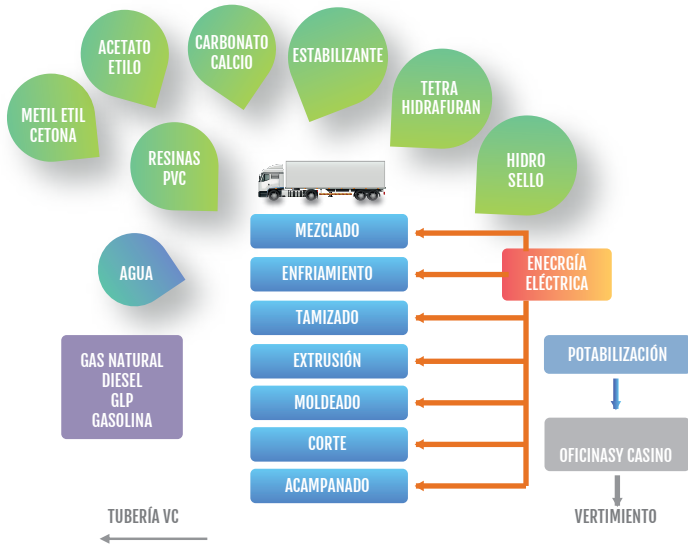 ACETATO
ETILO
CARBONATO
CALCIO
ESTABILIZANTE
TETRA
HIDRAFURAN
METIL ETIL
CETONA
RESINAS
PVC
HIDRO
SELLO
MEZCLADO
AGUA
ENFRIAMIENTO
ENECRGÍA
ELÉCTRICA
TAMIZADO
GAS NATURAL
DIESEL
GLP
GASOLINA
EXTRUSIÓN
POTABILIZACIÓN
MOLDEADO
CORTE
OFICINASY CASINO
ACAMPANADO
TUBERÍA VC
VERTIMIENTO